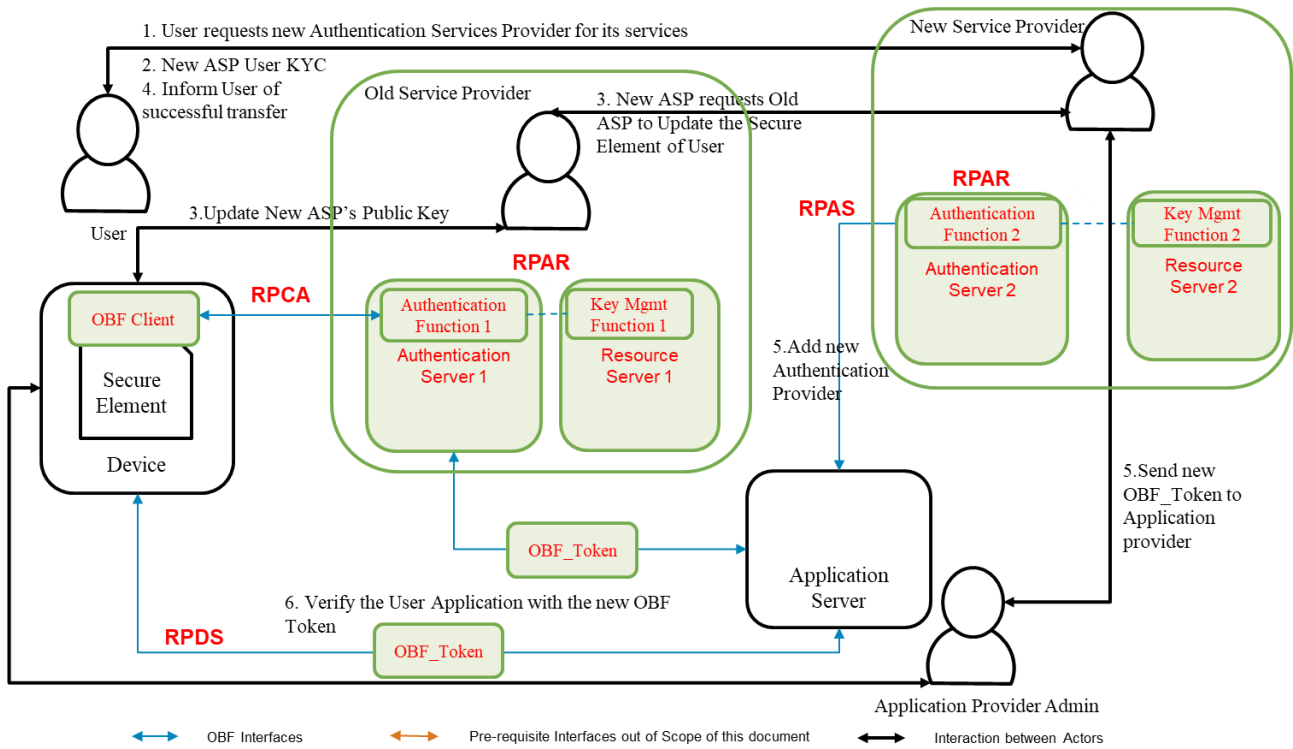 1. User requests new Authentication Services Provider for its services
New Service Provider
2. New ASP User KYC
4. Inform User of
successful transfer
Old Service Provider
3. New ASP requests Old
ASP to Update the Secure
Element of User
RPAR
RPAS
Authentication
Function 2
Key Mgmt
Function 2
3.Update New ASP's Public Key
User
Authentication
Server 2
Resource
Server 2
RPAR
RPCA
OBF Client
Authentication
Function 1
Key Mgmt
Function 1
Authentication
Server 1
Resource
Server 1
5.Add new
Authentication
Provider
Secure
Element
Device
5.Send new
OBF_Token to
Application
provider
OBF_Token
Application
Server
6. Verify the User Application with the new OBF
Token
RPDS
OBF_Token
Application Provider Admin
OBF Interfaces
Pre-requisite Interfaces out of Scope of this document
Interaction between Actors